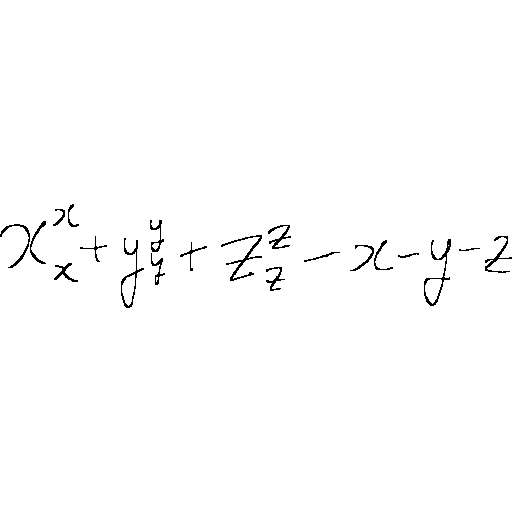 x_x^x + y_y^y + z_z^z - x - y - z